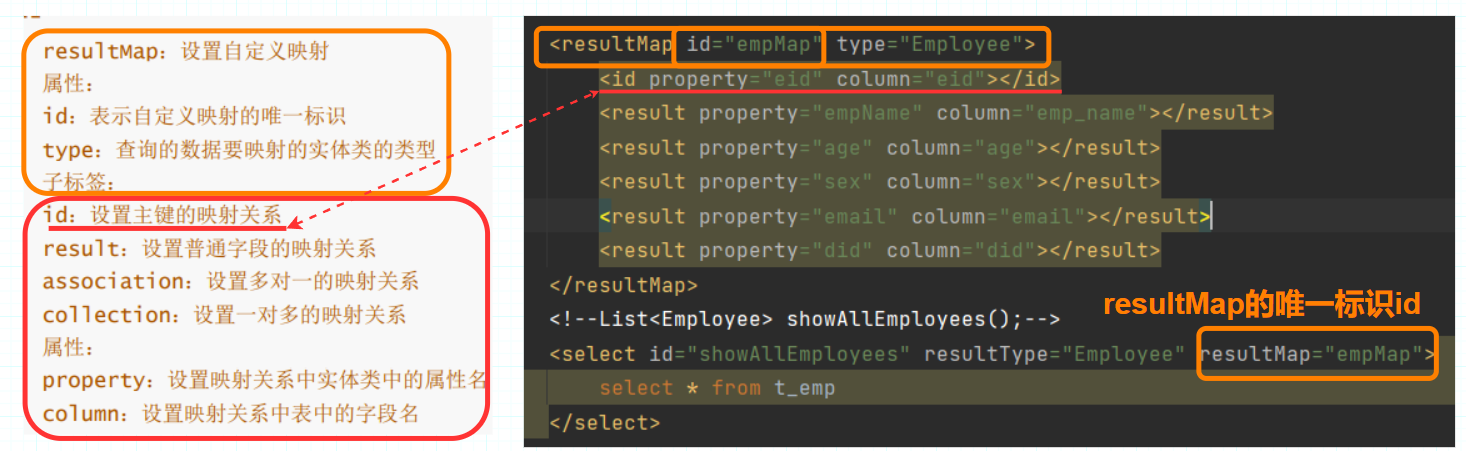 resultMap：设置自定义映射
属性：
id：表示自定义映射的唯一标识
type：查询的数据要映射的实体类的类型
子标签：
id：设置主键的映射关系
result：设置普通字段的映射关系
association：设置多对一的映射关系
collection：设置一对多的映射关系
属性：
property：设置映射关系中实体类中的属性名
column：设置映射关系中表中的字段名
<resultMap id="empMap" type="Employee">
<id property="eid" column="eid"></id>
<result property="empName" column="emp_name"></result>
<result property="age" column="age"></result>
<result property="sex" column="sex"></result>
<result property="email" column="email"></result>
<result property="did" column="did"></result>
</resultMap>
resultMap的唯一标识id
<!--List<Employee> showAllEmployees();-->
<select id="showAllEmployees" resultType="Employee" resultMap="empMap">
select * from t_emp
</select>